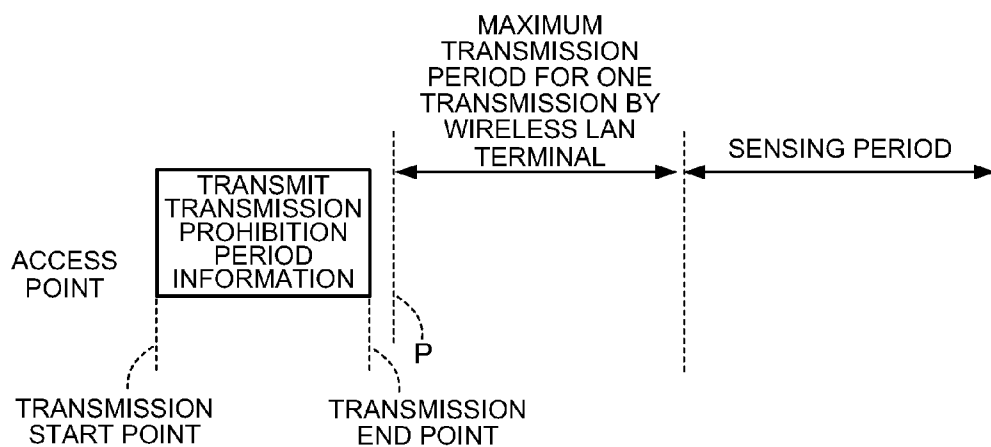 MAXIMUM
TRANSMISSION
PERIOD FOR ONE
TRANSMISSION BY
WIRELESS LAN
TERMINAL
SENSING PERIOD
TRANSMIT
TRANSMISSION
PROHIBITION
PERIOD
INFORMATION
ACCESS
POINT
P
TRANSMISSION
START POINT
TRANSMISSION
END POINT